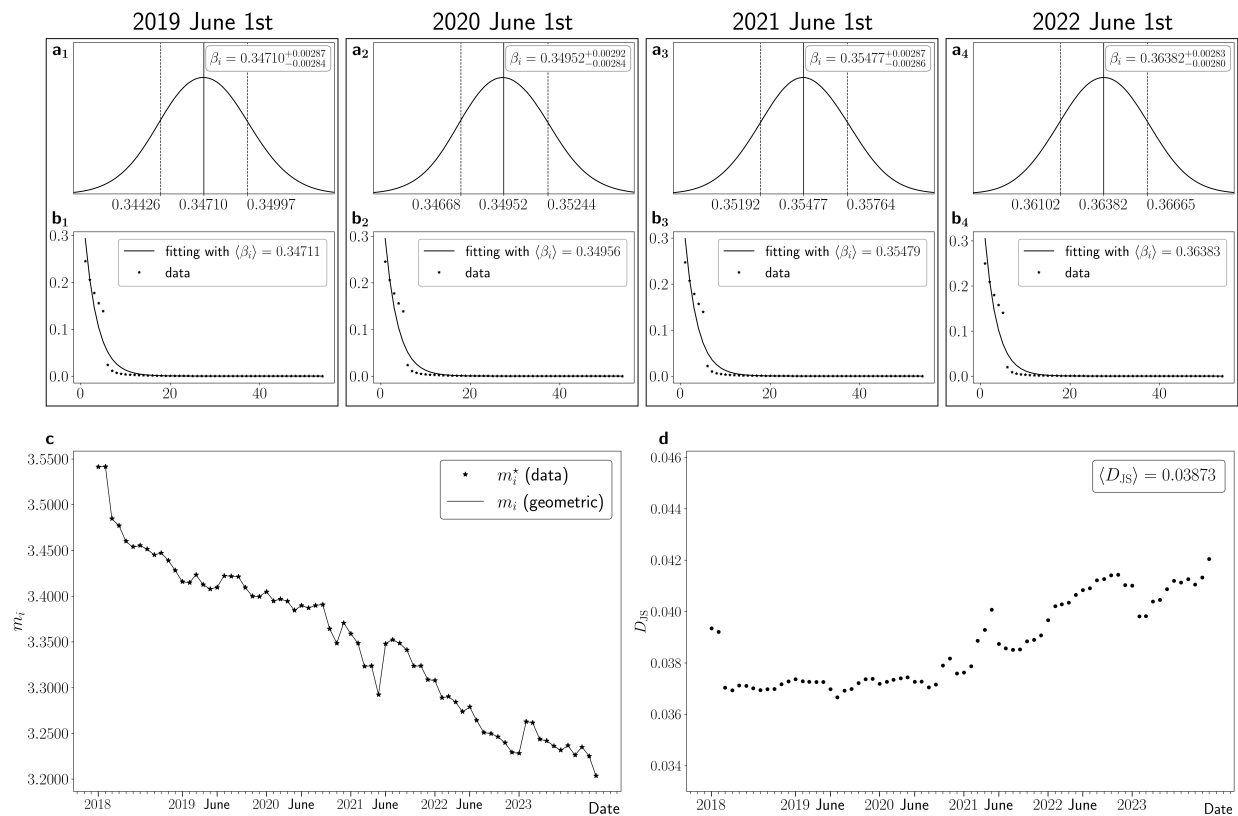 2019 June 1st
2020 June 1st
2021 June 1st
2022 June 1st
a₁
βᵢ = 0.34710 +0.00287 −0.00284
0.34426 0.34710 0.34997
a₂
βᵢ = 0.34952 +0.00292 −0.00284
0.34668 0.34952 0.35244
a₃
βᵢ = 0.35477 +0.00287 −0.00286
0.35192 0.35477 0.35764
a₄
βᵢ = 0.36382 +0.00283 −0.00280
0.36102 0.36382 0.36665
b₁
fitting with ⟨βᵢ⟩ = 0.34711
data
0.3
0.2
0.1
0.0
0 20 40
b₂
fitting with ⟨βᵢ⟩ = 0.34956
data
0.3
0.2
0.1
0.0
0 20 40
b₃
fitting with ⟨βᵢ⟩ = 0.35479
data
0.3
0.2
0.1
0.0
0 20 40
b₄
fitting with ⟨βᵢ⟩ = 0.36383
data
0.3
0.2
0.1
0.0
0 20 40
c
mᵢ⋆ (data)
mᵢ (geometric)
3.5500
3.5000
3.4500
3.4000
3.3500
3.3000
3.2500
3.2000
mᵢ
2018 2019 June 2020 June 2021 June 2022 June 2023
Date
d
⟨D_JS⟩ = 0.03873
0.046
0.044
0.042
0.040
0.038
0.036
0.034
D_JS
2018 2019 June 2020 June 2021 June 2022 June 2023
Date